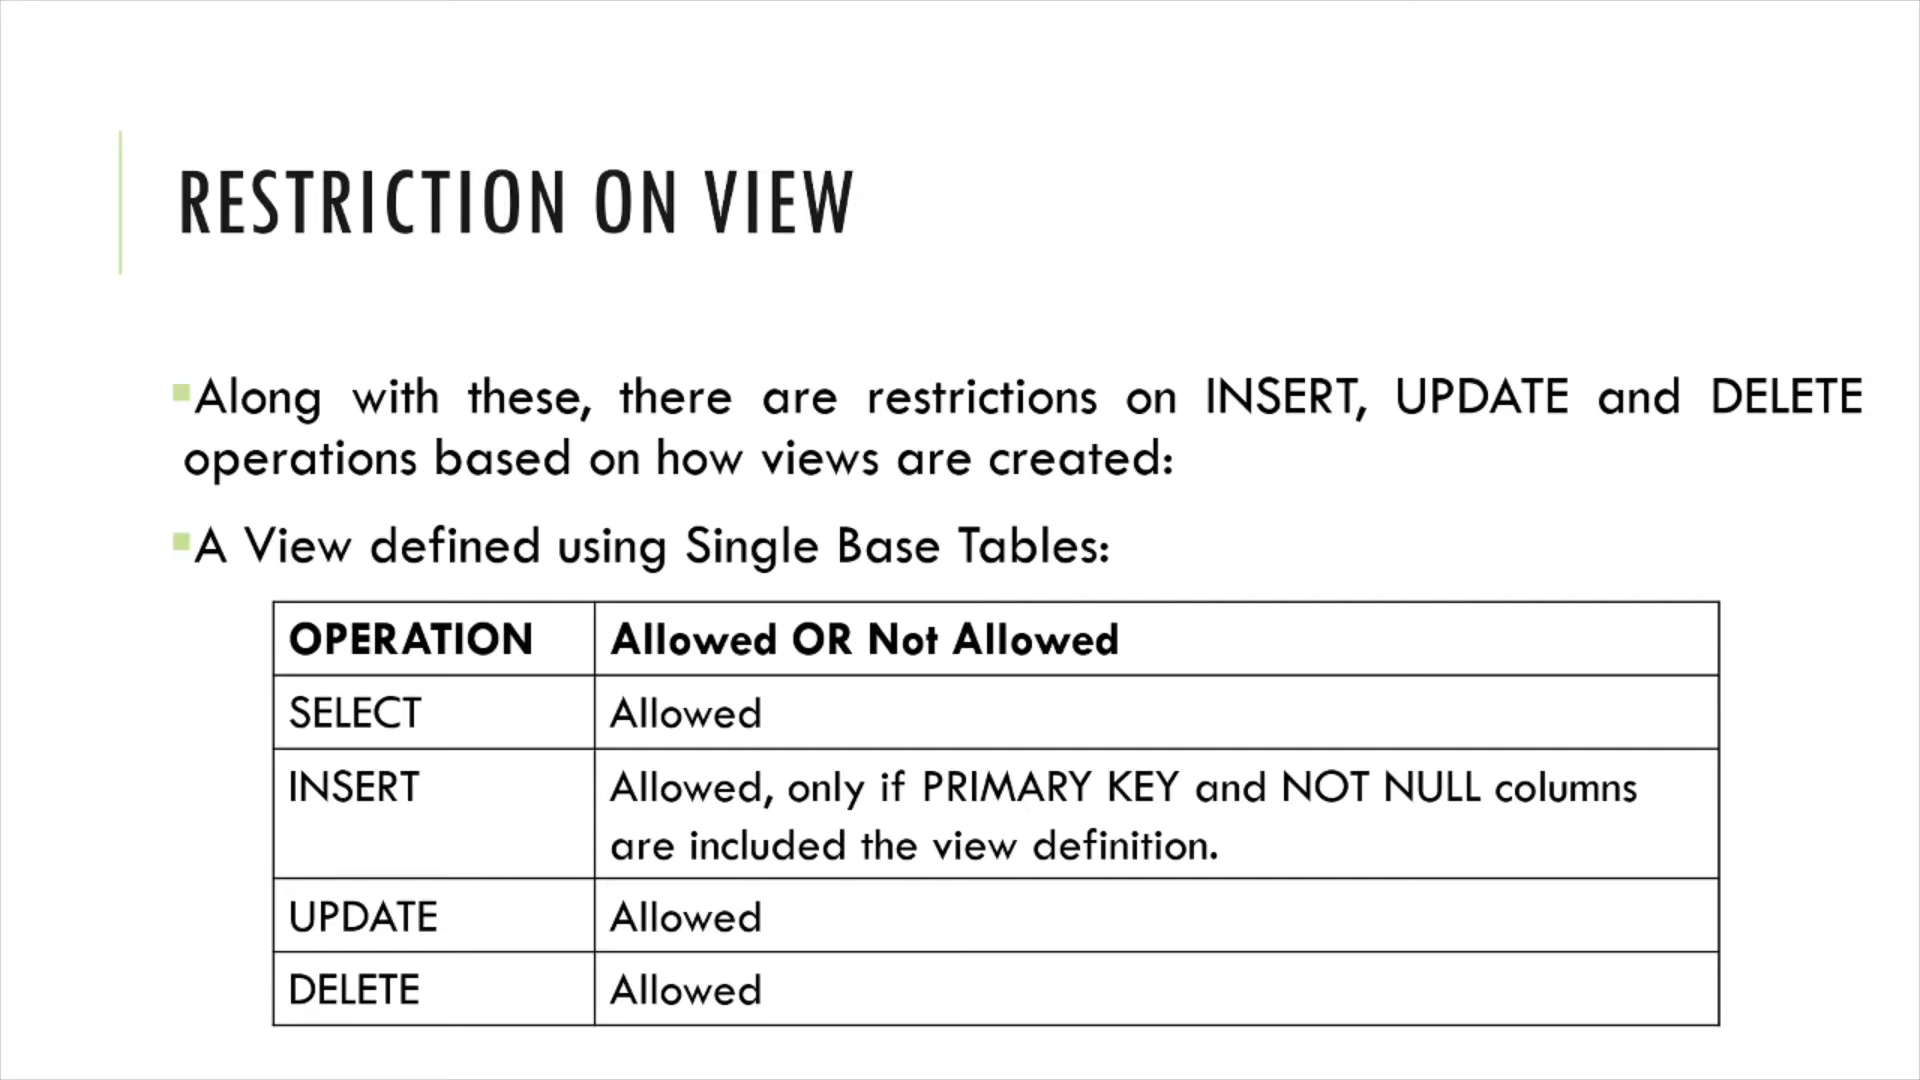 RESTRICTION ON VIEW
Along with these, there are restrictions on INSERT, UPDATE and DELETE
operations based on how views are created:
A View defined using Single Base Tables:
OPERATION Allowed OR Not Allowed
SELECT Allowed
INSERT Allowed, only if PRIMARY KEY and NOT NULL columns
are included the view definition.
UPDATE Allowed
DELETE Allowed